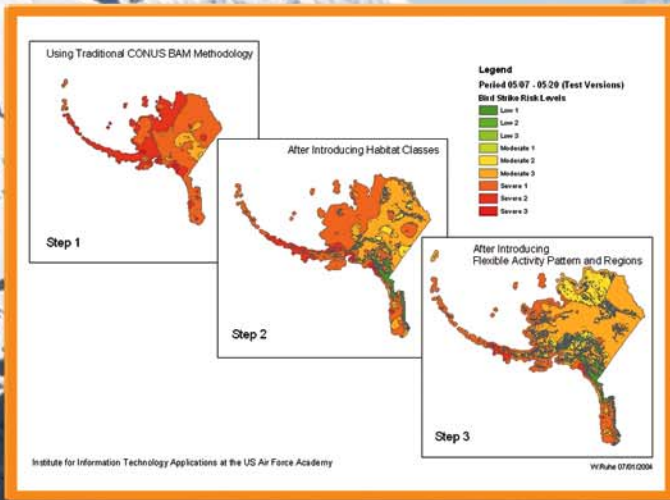 Using Traditional CONUS BAM Methodology
Step 1
After Introducing Habitat Classes
Step 2
After Introducing
Flexible Activity Pattern and Regions
Step 3
Legend
Period 05/07 - 05/20 (Test Versions)
Bird Strike Risk Levels
Low 1
Low 2
Low 3
Moderate 1
Moderate 2
Moderate 3
Severe 1
Severe 2
Severe 3
Institute for Information Technology Applications at the US Air Force Academy
W.Ruhe 07/01/2004